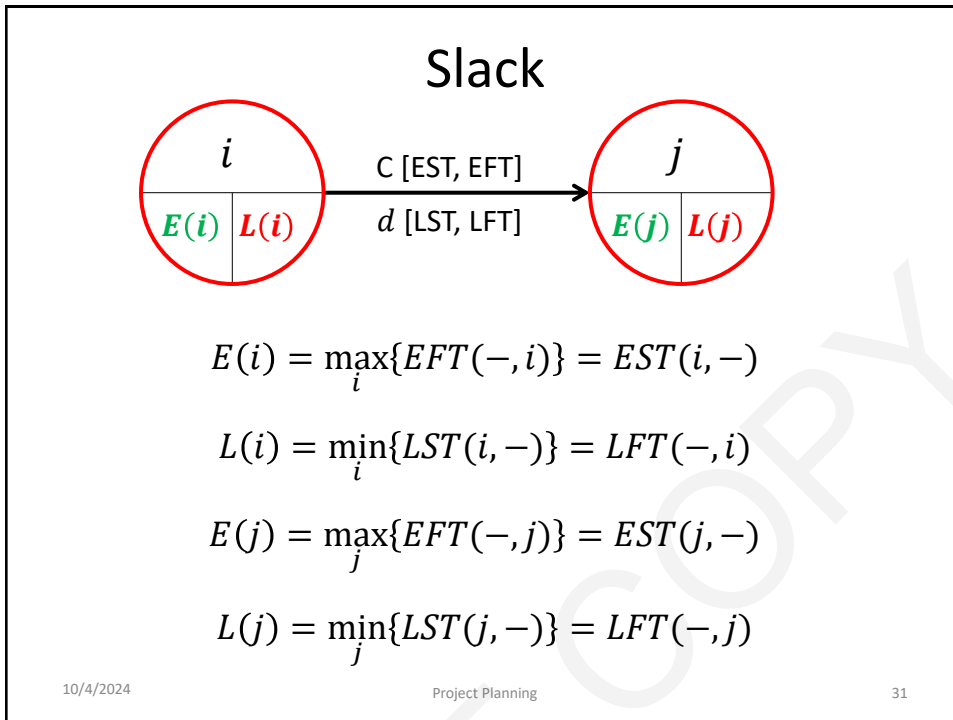 Slack
i
E(i) L(i)
C [EST, EFT]
d [LST, LFT]
j
E(j) L(j)
E(i) = max{EFT(−, i)} = EST(i, −)
i
L(i) = min{LST(i, −)} = LFT(−, i)
i
E(j) = max{EFT(−, j)} = EST(j, −)
j
L(j) = min{LST(j, −)} = LFT(−, j)
j
COPY
10/4/2024 Project Planning 31